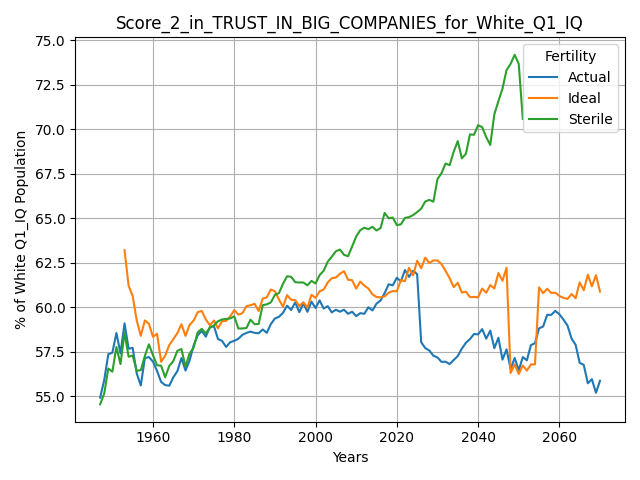 Score_2_in_TRUST_IN_BIG_COMPANIES_for_White_Q1_IQ
75.0
72.5
70.0
67.5
65.0
62.5
60.0
57.5
55.0
% of White Q1_IQ Population
Fertility
Actual
Ideal
Sterile
1960
1980
2000
2020
2040
2060
Years